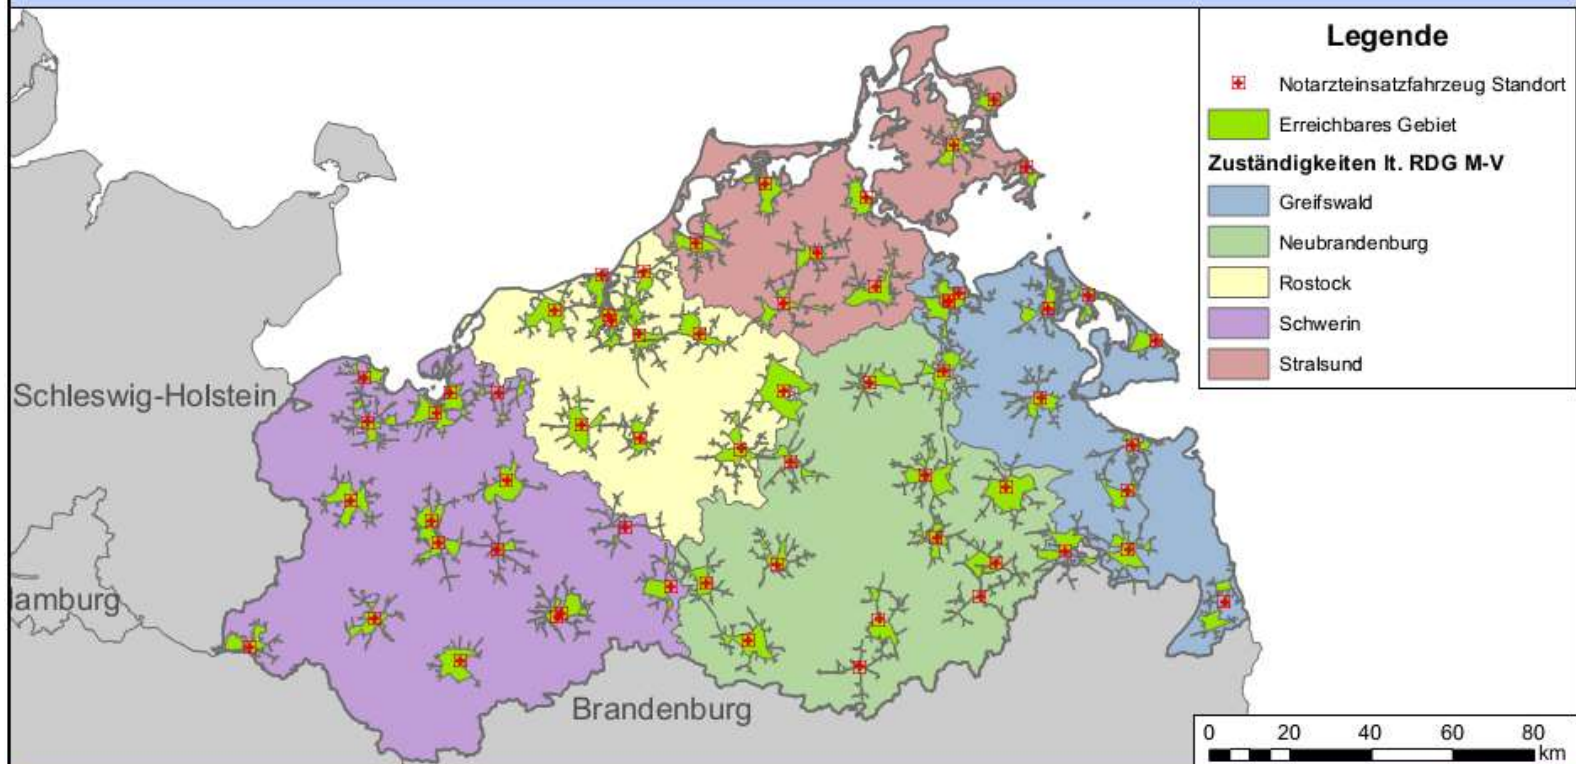 Legende
Notarzteinsatzfahrzeug Standort
Erreichbares Gebiet
Zuständigkeiten lt. RDG M-V
Greifswald
Neubrandenburg
Rostock
Schwerin
Stralsund
Schleswig-Holstein
amburg
Brandenburg
0 20 40 60 80
km